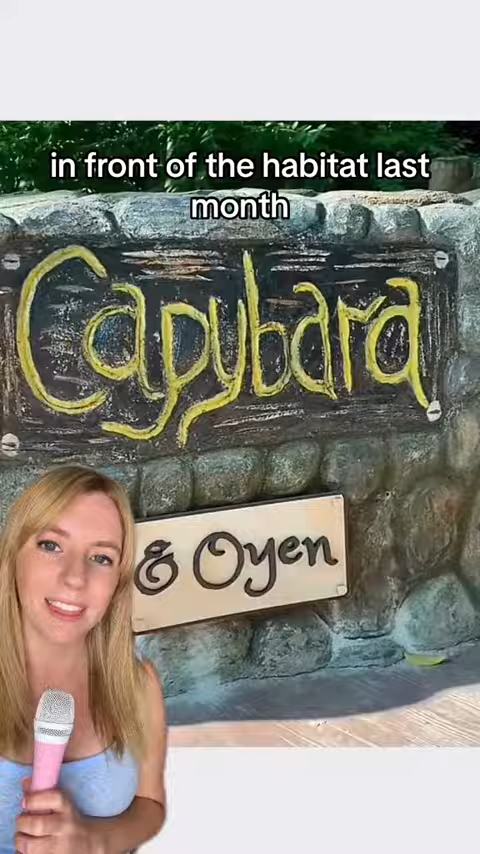 in front of the habitat last
month
Capybara
& Oyen